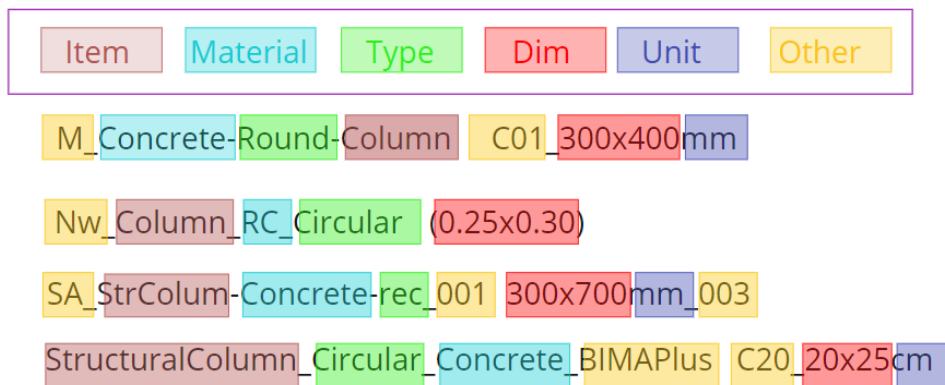 Item Material Type Dim Unit Other
M_Concrete-Round-Column C01_300x400mm
Nw_Column_RC_Circular (0.25x0.30)
SA_StrColum-Concrete-rec_001 300x700mm_003
StructuralColumn_Circular_Concrete_BIMAPlus C20_20x25cm